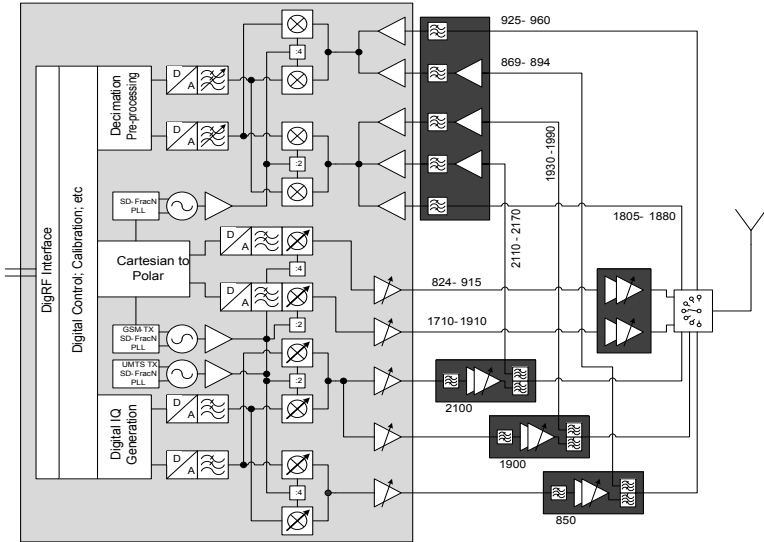 925- 960
869- 894
1930 -1990
2110 - 2170
1805- 1880
:4
D
A
D
A
:2
Decimation
Pre-processing
SD- FracN
PLL
DigRF Interface
Digital Control; Calibration; etc
Cartesian to
Polar
D
A
:4
D
A
:2
824- 915
1710-1910
GSM-TX
SD-FracN
PLL
UMTS TX
SD-FracN
PLL
:2
2100
Digital IQ
Generation
D
A
D
A
1900
:4
850